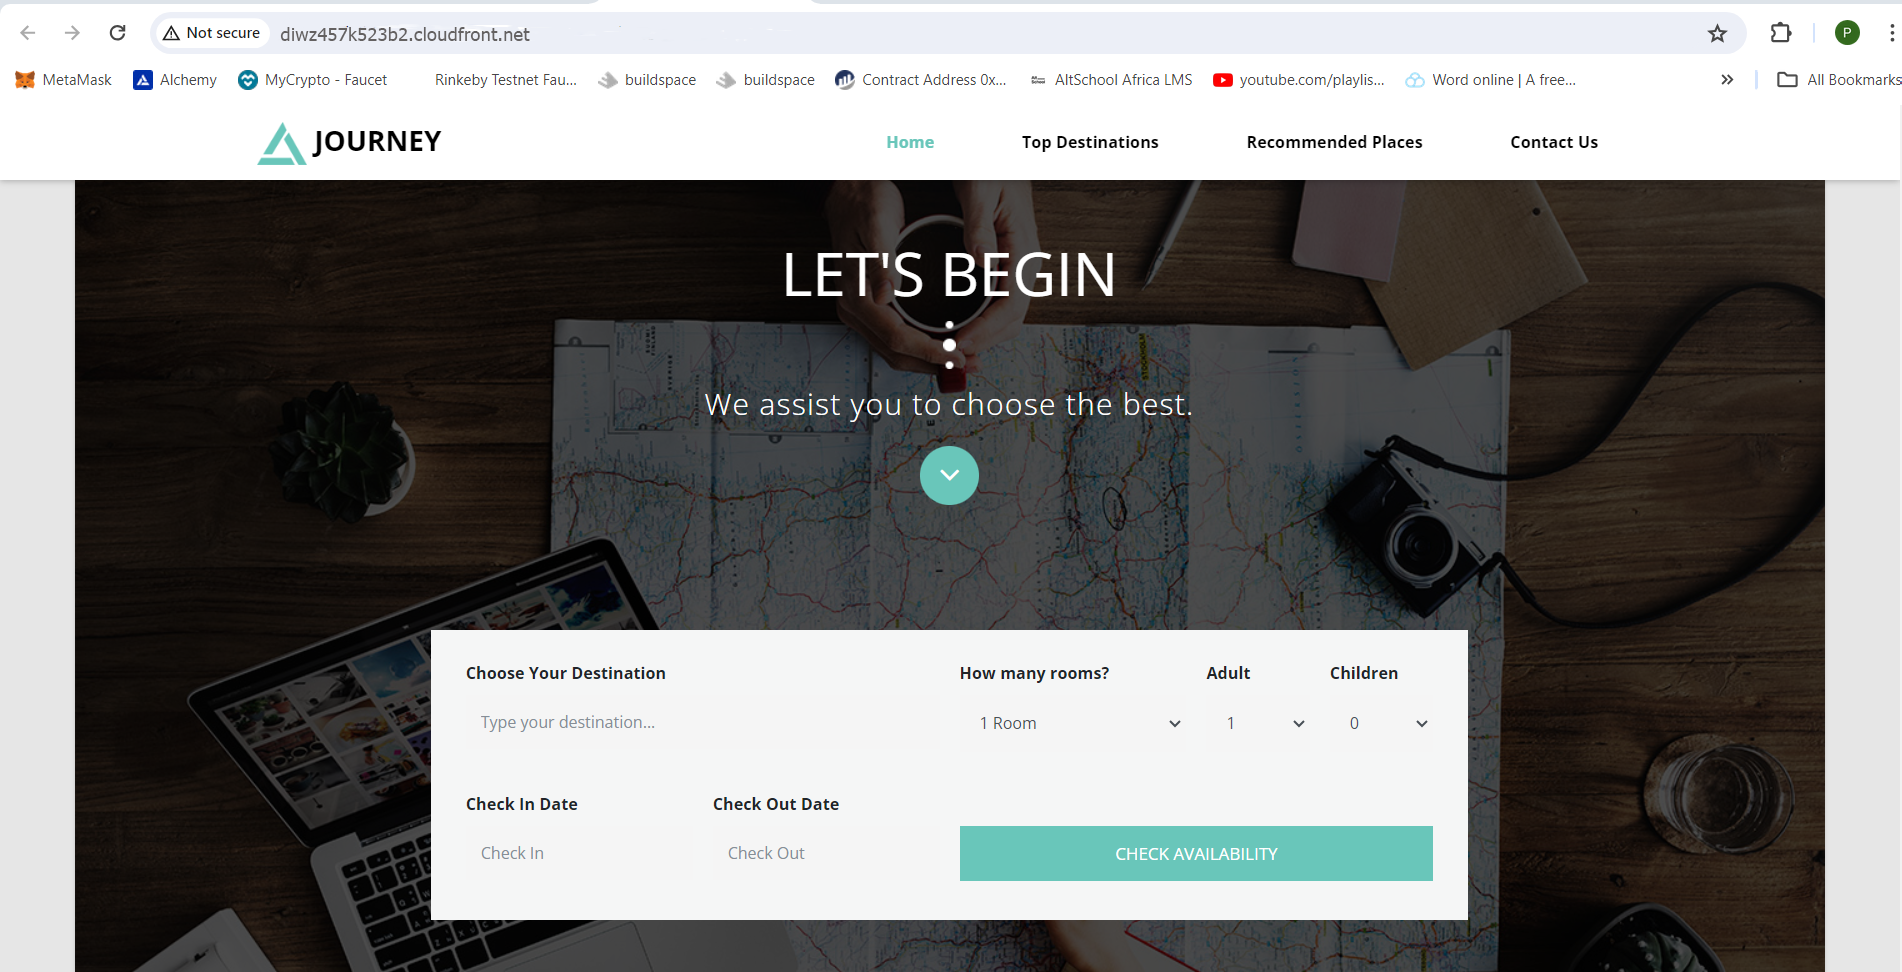 Not secure
diwz457k523b2.cloudfront.net
P
MetaMask
Alchemy
MyCrypto - Faucet
Rinkeby Testnet Fau...
buildspace
buildspace
Contract Address 0x...
AltSchool Africa LMS
youtube.com/playlis...
Word online | A free...
»
All Bookmarks
JOURNEY
Home
Top Destinations
Recommended Places
Contact Us
LET'S BEGIN
We assist you to choose the best.
Choose Your Destination
How many rooms?
Adult
Children
Type your destination...
1 Room
1
0
Check In Date
Check Out Date
Check In
Check Out
CHECK AVAILABILITY